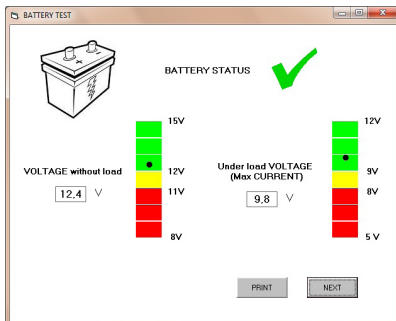 BATTERY TEST
BATTERY STATUS
15V
12V
VOLTAGE without load
12V
Under load VOLTAGE
(Max CURRENT)
9V
12,4 V
11V
9,8 V
8V
8V
5 V
PRINT
NEXT